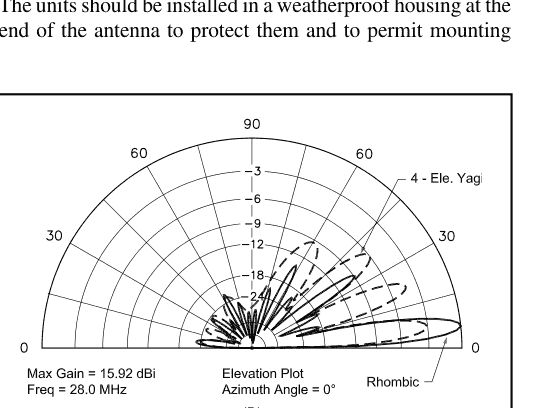 The units should be installed in a weatherproof housing at the
end of the antenna to protect them and to permit mounting
90
60
60
4 - Ele. Yagi
-3
-6
-9
30
30
-12
-18
-24
0
0
Max Gain = 15.92 dBi
Elevation Plot
Freq = 28.0 MHz
Azimuth Angle = 0°
Rhombic